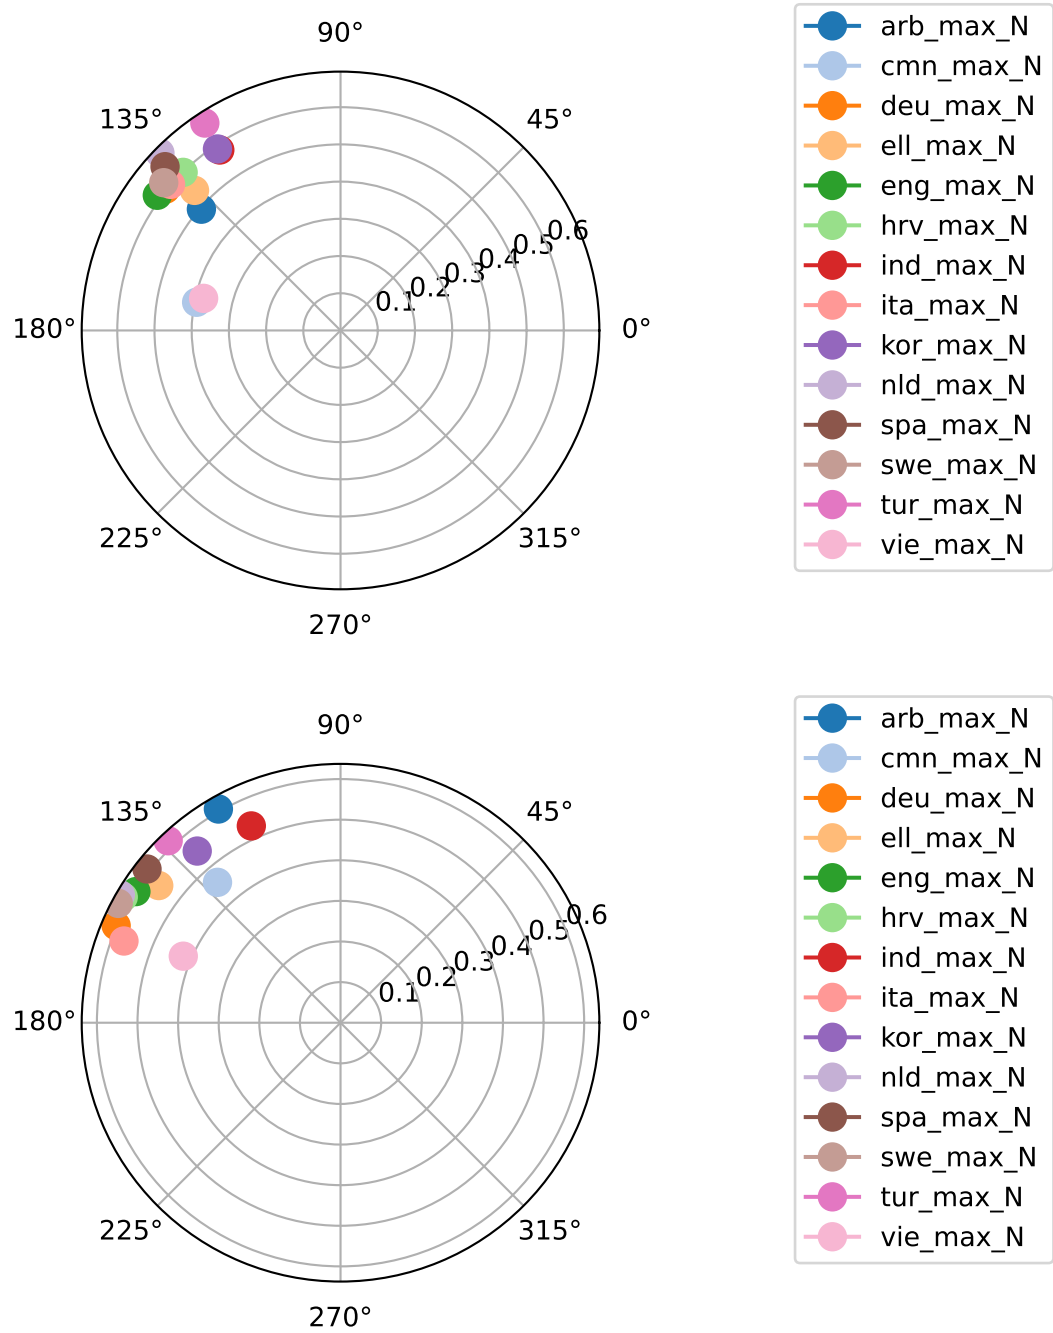 90°
135°
45°
180°
0°
225°
315°
270°
0.1
0.2
0.3
0.4
0.5
0.6
arb_max_N
cmn_max_N
deu_max_N
ell_max_N
eng_max_N
hrv_max_N
ind_max_N
ita_max_N
kor_max_N
nld_max_N
spa_max_N
swe_max_N
tur_max_N
vie_max_N
90°
135°
45°
180°
0°
225°
315°
270°
0.1
0.2
0.3
0.4
0.5
0.6
arb_max_N
cmn_max_N
deu_max_N
ell_max_N
eng_max_N
hrv_max_N
ind_max_N
ita_max_N
kor_max_N
nld_max_N
spa_max_N
swe_max_N
tur_max_N
vie_max_N